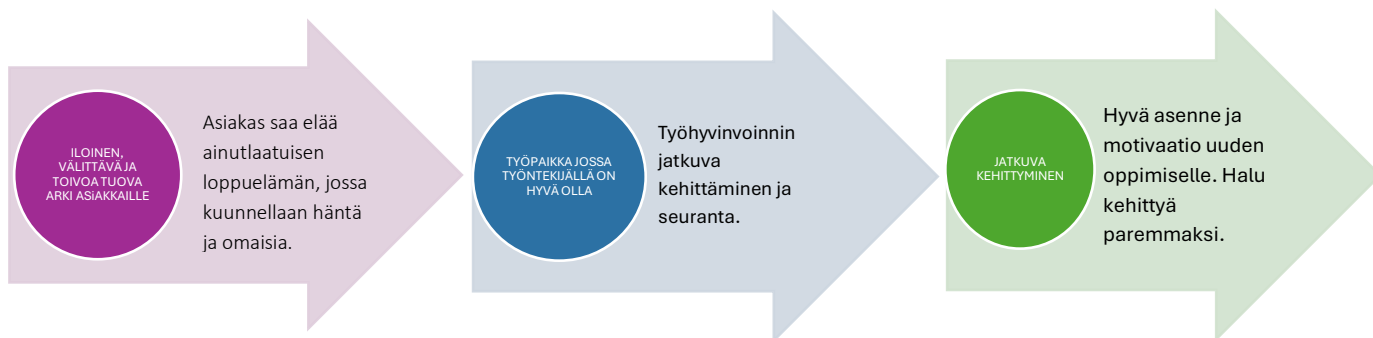 ILOINEN,
VÄLITTÄVÄ JA
TOIVOA TUOVA
ARKI ASiAKKAILLE
Asiakas saa elää
ainutlaatuisen
loppuelämän, jossa
kuunnellaan häntä
ja omaisia.
TYÖPAIKKA JOSSA
TYÖNTEKIJÄLLÄ ON
HYVÄ OLLA
Työhyvinvoinnin
jatkuva
kehittäminen ja
seuranta.
JATKUVA
KEHITTYMINEN
Hyvä asenne ja
motivaatio uuden
oppimiselle. Halu
kehittyä
paremmaksi.